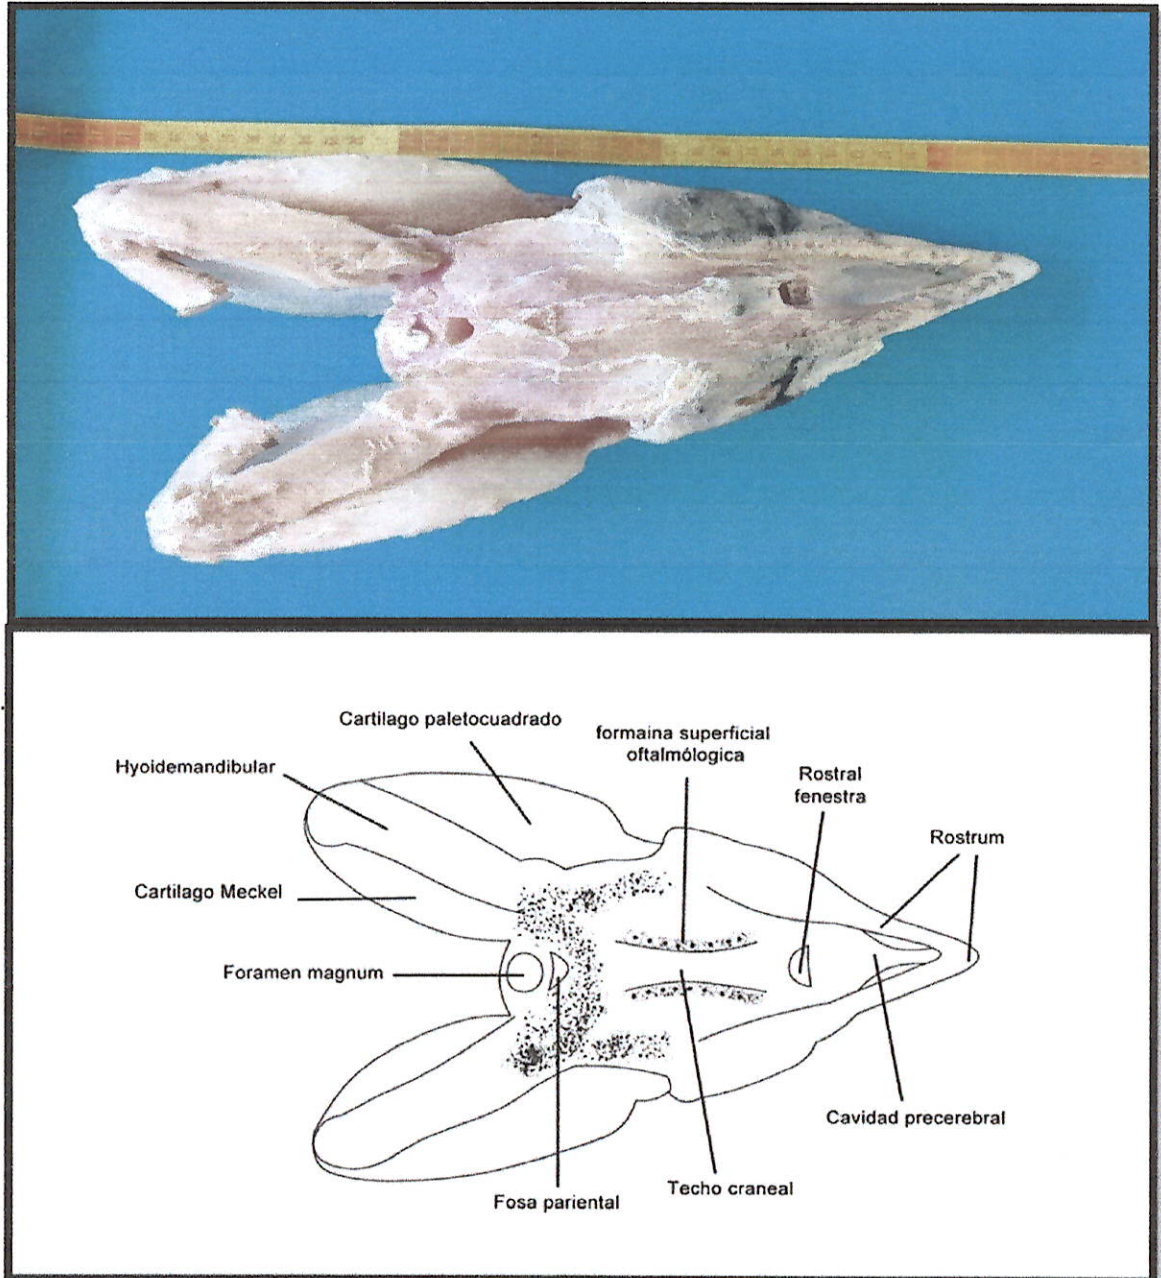 Cartilago paletocuadrado
formaina superficial
oftalmólogica
Hyoidemandibular
Rostral
fenestra
Rostrum
Cartilago Meckel
Foramen magnum
Cavidad precerebral
Techo craneal
Fosa pariental